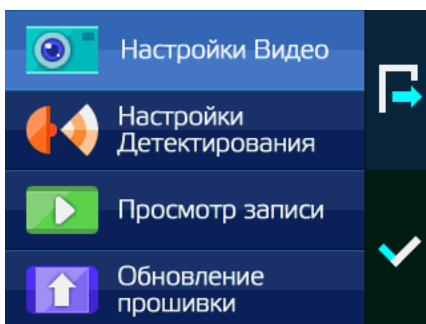 Настройки Видео
Настройки
Детектирования
Просмотр записи
Обновление
прошивки